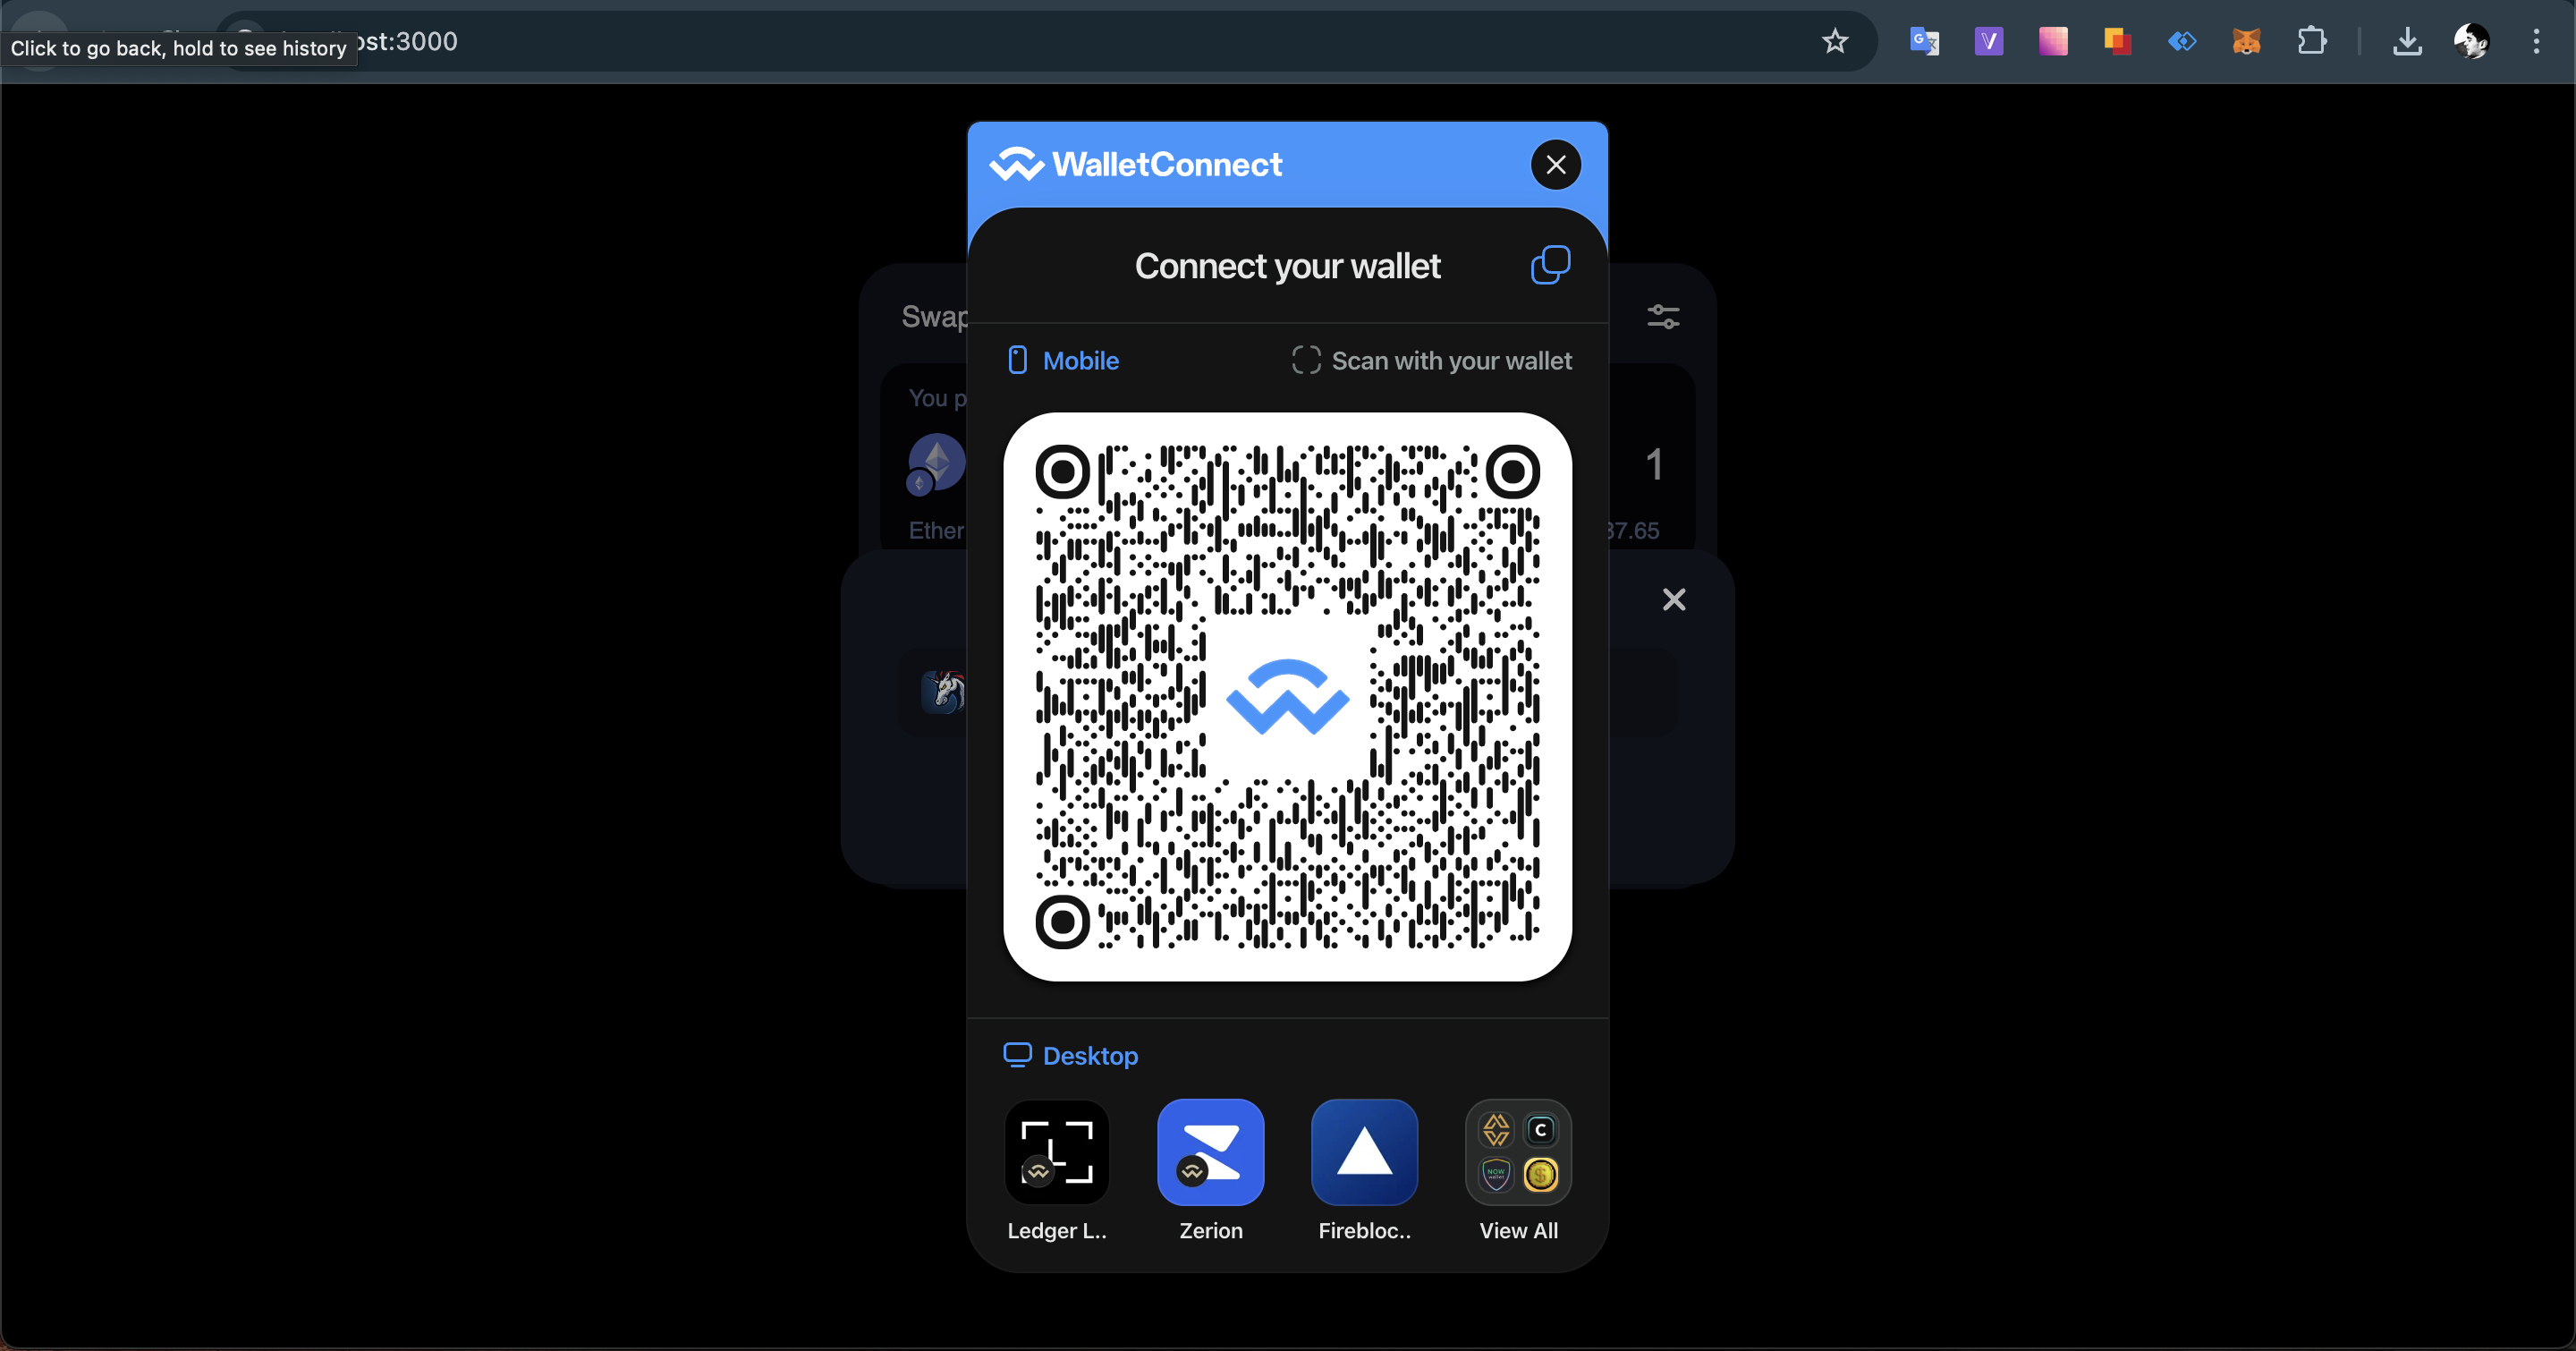 Click to go back, hold to see history
ost:3000
WalletConnect
Connect your wallet
Swap
Mobile
Scan with your wallet
You p
1
Ether
37.65
Desktop
Ledger L..
Zerion
Firebloc..
View All